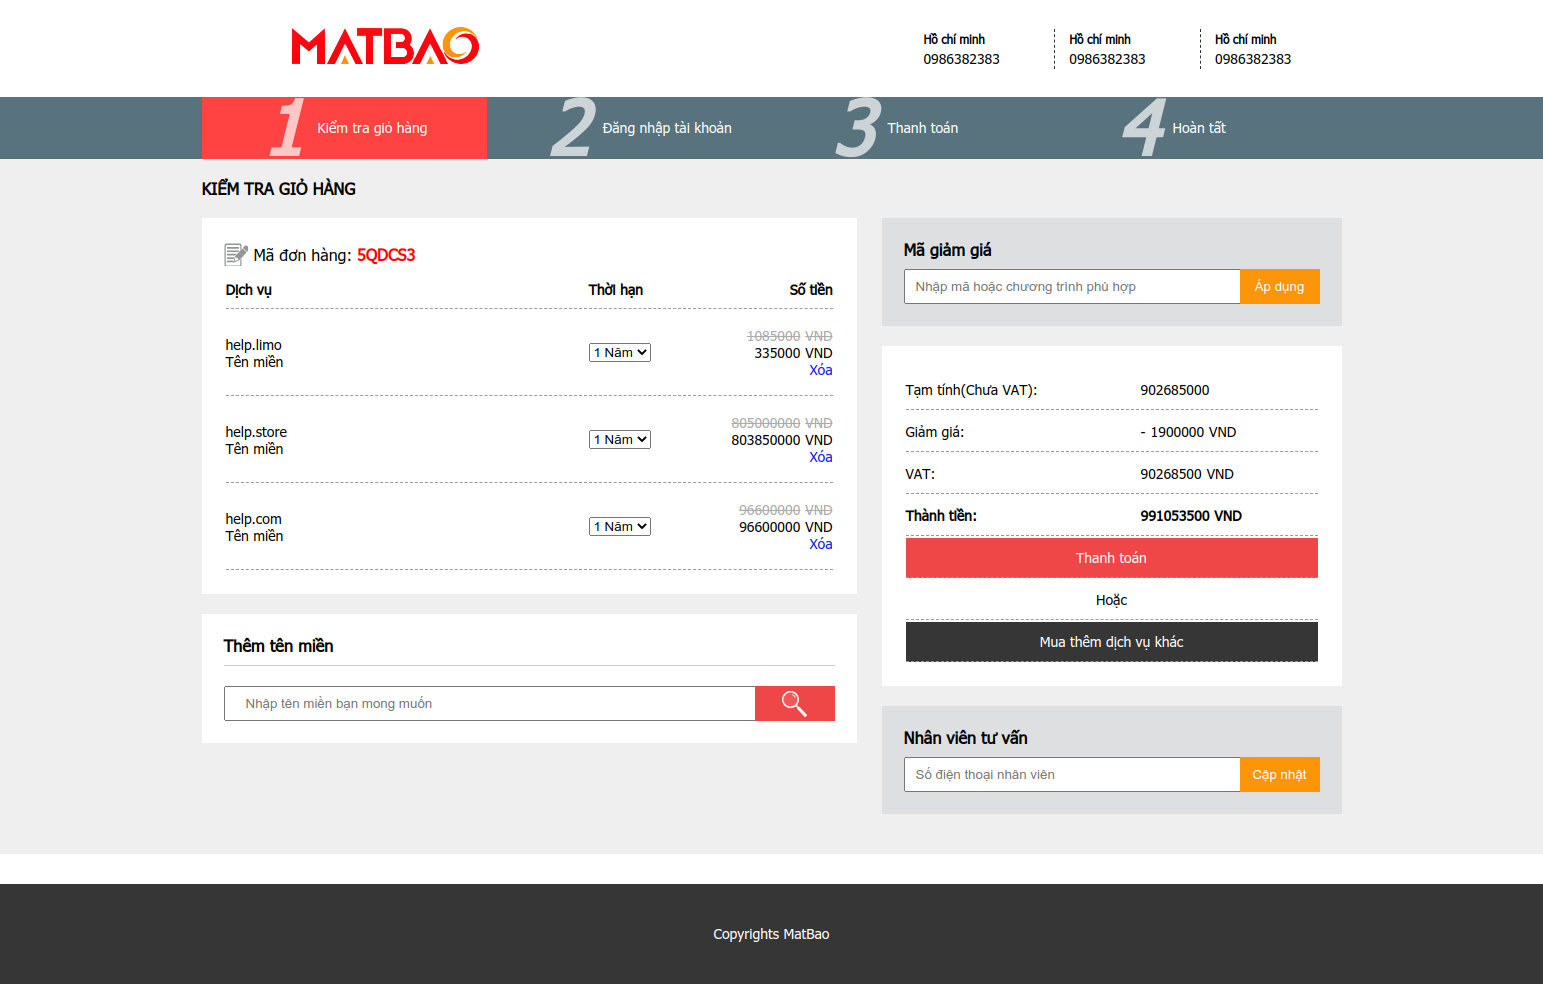 MATBAO
Hồ chí minh
0986382383
Hồ chí minh
0986382383
Hồ chí minh
0986382383
1 Kiểm tra giỏ hàng
2 Đăng nhập tài khoản
3 Thanh toán
4 Hoàn tất
KIỂM TRA GIỎ HÀNG
Mã đơn hàng: 5QDCS3
Dịch vụ Thời hạn Số tiền
1085000 VND
help.limo
Tên miền
1 Năm
335000 VND
Xóa
805000000 VND
help.store
Tên miền
1 Năm
803850000 VND
Xóa
96600000 VND
help.com
Tên miền
1 Năm
96600000 VND
Xóa
Thêm tên miền
Nhập tên miền bạn mong muốn
Mã giảm giá
Nhập mã hoặc chương trình phù hợp
Áp dụng
Tạm tính(Chưa VAT): 902685000
Giảm giá: - 1900000 VND
VAT: 90268500 VND
Thành tiền: 991053500 VND
Thanh toán
Hoặc
Mua thêm dịch vụ khác
Nhân viên tư vấn
Số điện thoại nhân viên
Cập nhật
Copyrights MatBao